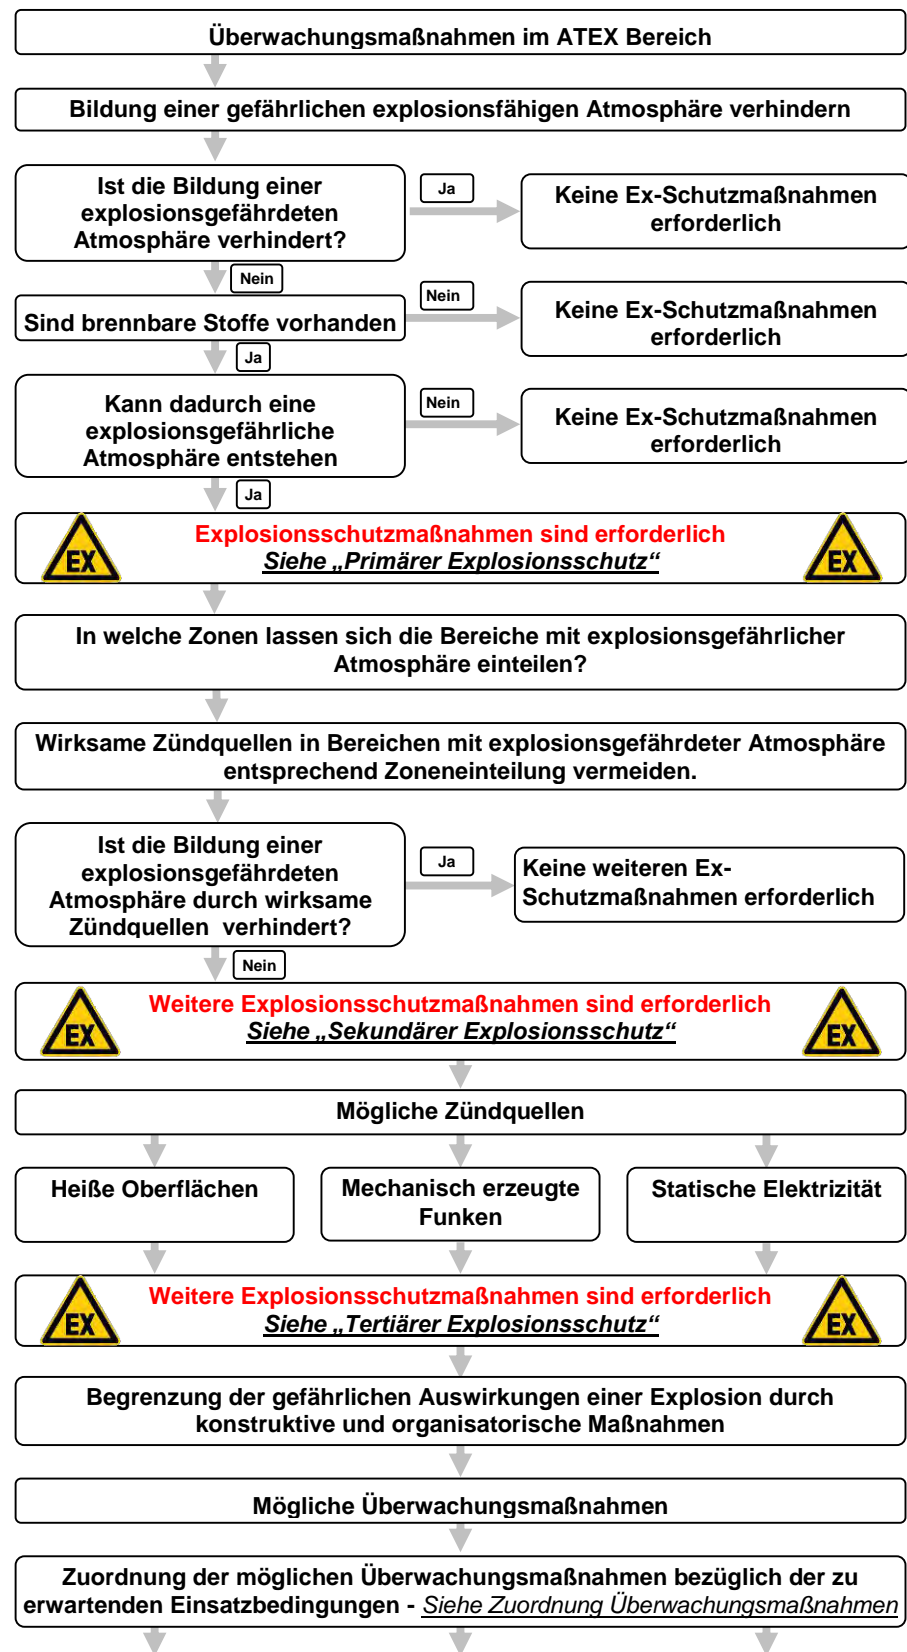 Überwachungsmaßnahmen im ATEX Bereich
Bildung einer gefährlichen explosionsfähigen Atmosphäre verhindern
Ist die Bildung einer
explosionsgefährdeten
Atmosphäre verhindert?
Ja
Keine Ex-Schutzmaßnahmen
erforderlich
Nein
Sind brennbare Stoffe vorhanden
Nein
Keine Ex-Schutzmaßnahmen
erforderlich
Ja
Kann dadurch eine
explosionsgefährliche
Atmosphäre entstehen
Nein
Keine Ex-Schutzmaßnahmen
erforderlich
Ja
EX
Explosionsschutzmaßnahmen sind erforderlich
Siehe „Primärer Explosionsschutz“
EX
In welche Zonen lassen sich die Bereiche mit explosionsgefährlicher
Atmosphäre einteilen?
Wirksame Zündquellen in Bereichen mit explosionsgefährdeter Atmosphäre
entsprechend Zoneneinteilung vermeiden.
Ist die Bildung einer
explosionsgefährdeten
Atmosphäre durch wirksame
Zündquellen verhindert?
Ja
Keine weiteren Ex-
Schutzmaßnahmen erforderlich
Nein
EX
Weitere Explosionsschutzmaßnahmen sind erforderlich
Siehe „Sekundärer Explosionsschutz“
EX
Mögliche Zündquellen
Heiße Oberflächen
Mechanisch erzeugte
Funken
Statische Elektrizität
EX
Weitere Explosionsschutzmaßnahmen sind erforderlich
Siehe „Tertiärer Explosionsschutz“
EX
Begrenzung der gefährlichen Auswirkungen einer Explosion durch
konstruktive und organisatorische Maßnahmen
Mögliche Überwachungsmaßnahmen
Zuordnung der möglichen Überwachungsmaßnahmen bezüglich der zu
erwartenden Einsatzbedingungen - Siehe Zuordnung Überwachungsmaßnahmen